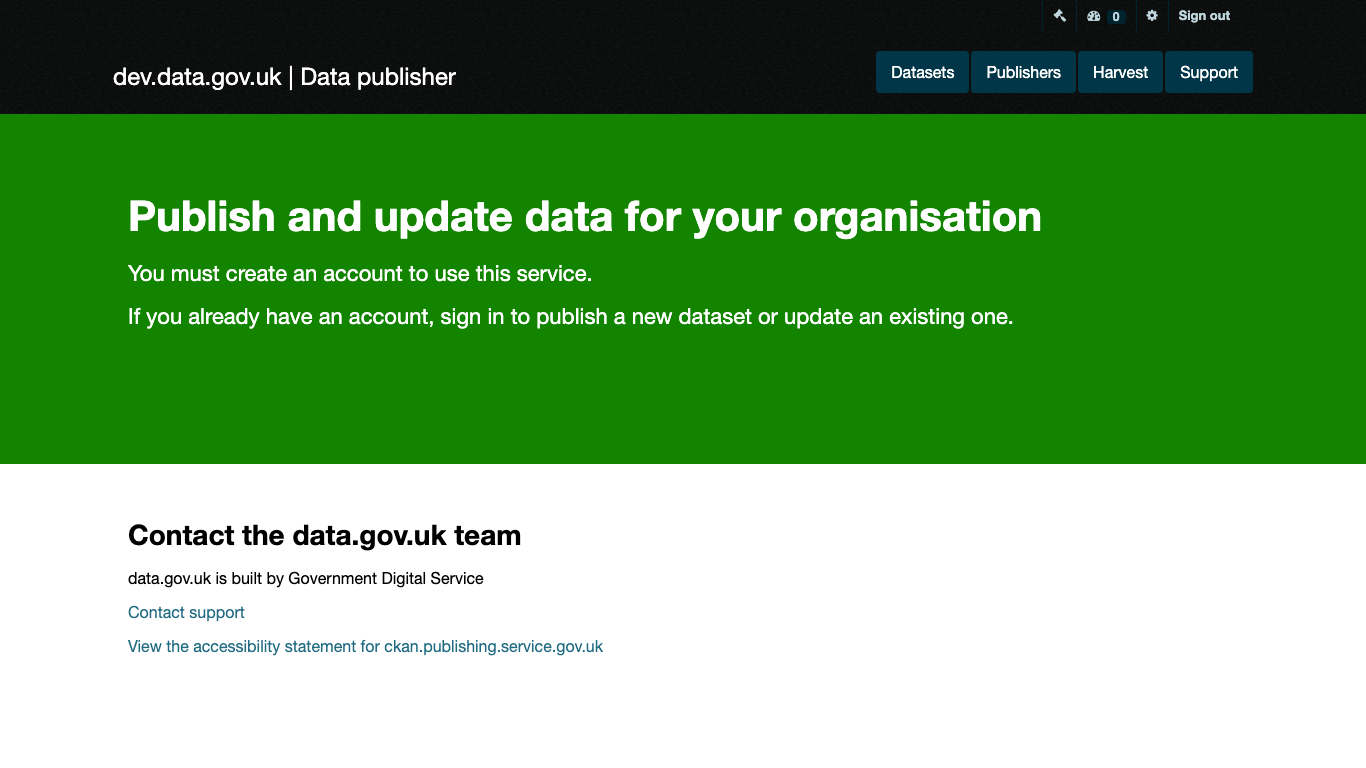 0 Sign out
dev.data.gov.uk | Data publisher
Datasets Publishers Harvest Support
Publish and update data for your organisation
You must create an account to use this service.
If you already have an account, sign in to publish a new dataset or update an existing one.
Contact the data.gov.uk team
data.gov.uk is built by Government Digital Service
Contact support
View the accessibility statement for ckan.publishing.service.gov.uk